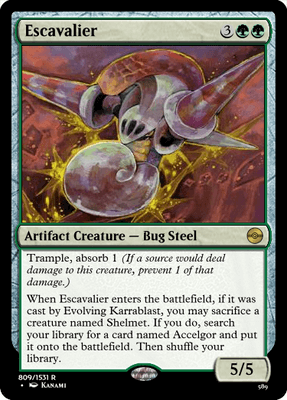 Escavalier 3
Artifact Creature — Bug Steel
Trample, absorb 1 (If a source would deal
damage to this creature, prevent 1 of that
damage.)
When Escavalier enters the battlefield, if it was
cast by Evolving Karrablast, you may sacrifice a
creature named Shelmet. If you do, search
your library for a card named Accelgor and put
it onto the battlefield. Then shuffle your
library.
5/5
809/1531 R
• KANAMI
589